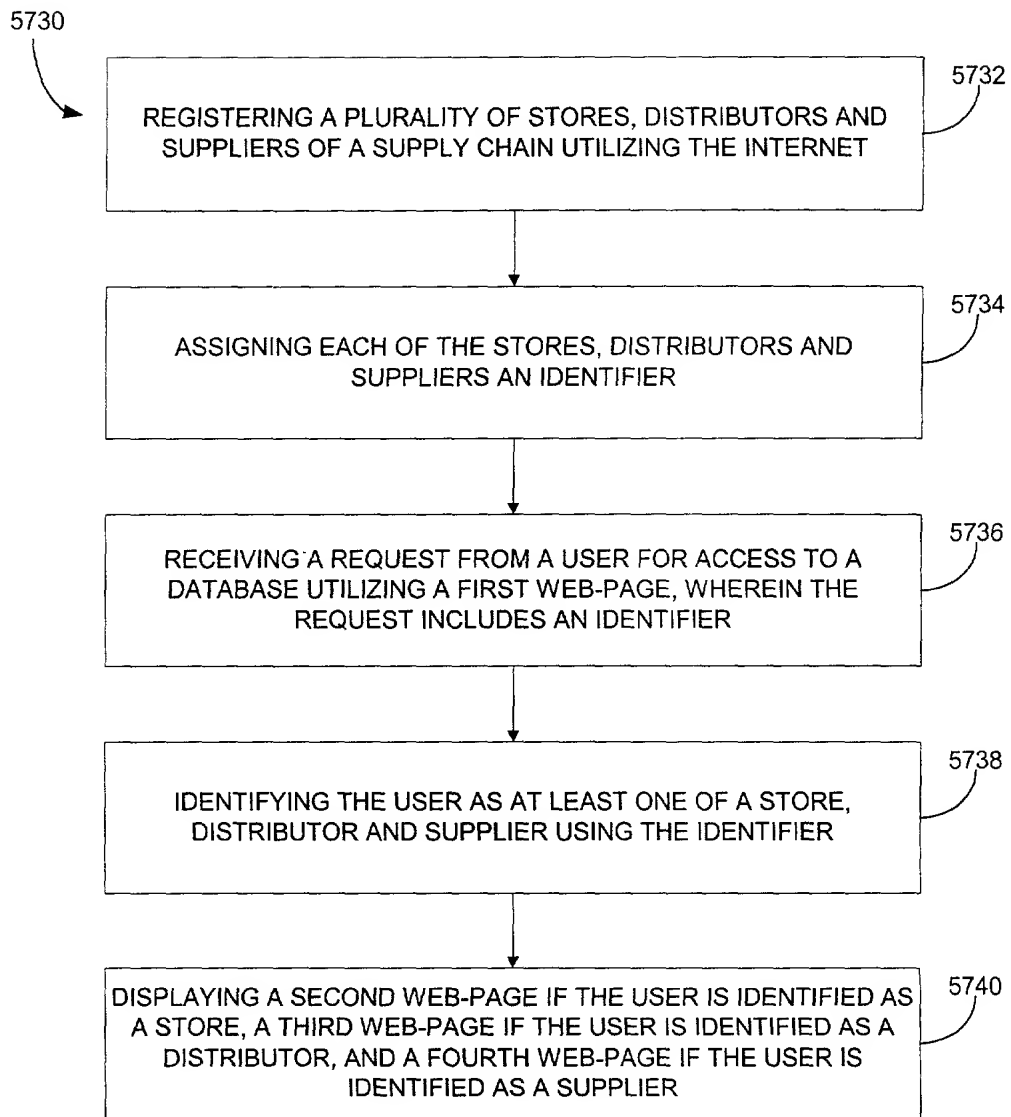 5730
5732
REGISTERING A PLURALITY OF STORES, DISTRIBUTORS AND
SUPPLIERS OF A SUPPLY CHAIN UTILIZING THE INTERNET
5734
ASSIGNING EACH OF THE STORES, DISTRIBUTORS AND
SUPPLIERS AN IDENTIFIER
5736
RECEIVING A REQUEST FROM A USER FOR ACCESS TO A
DATABASE UTILIZING A FIRST WEB-PAGE, WHEREIN THE
REQUEST INCLUDES AN IDENTIFIER
5738
IDENTIFYING THE USER AS AT LEAST ONE OF A STORE,
DISTRIBUTOR AND SUPPLIER USING THE IDENTIFIER
5740
DISPLAYING A SECOND WEB-PAGE IF THE USER IS IDENTIFIED AS
A STORE, A THIRD WEB-PAGE IF THE USER IS IDENTIFIED AS A
DISTRIBUTOR, AND A FOURTH WEB-PAGE IF THE USER IS
IDENTIFIED AS A SUPPLIER